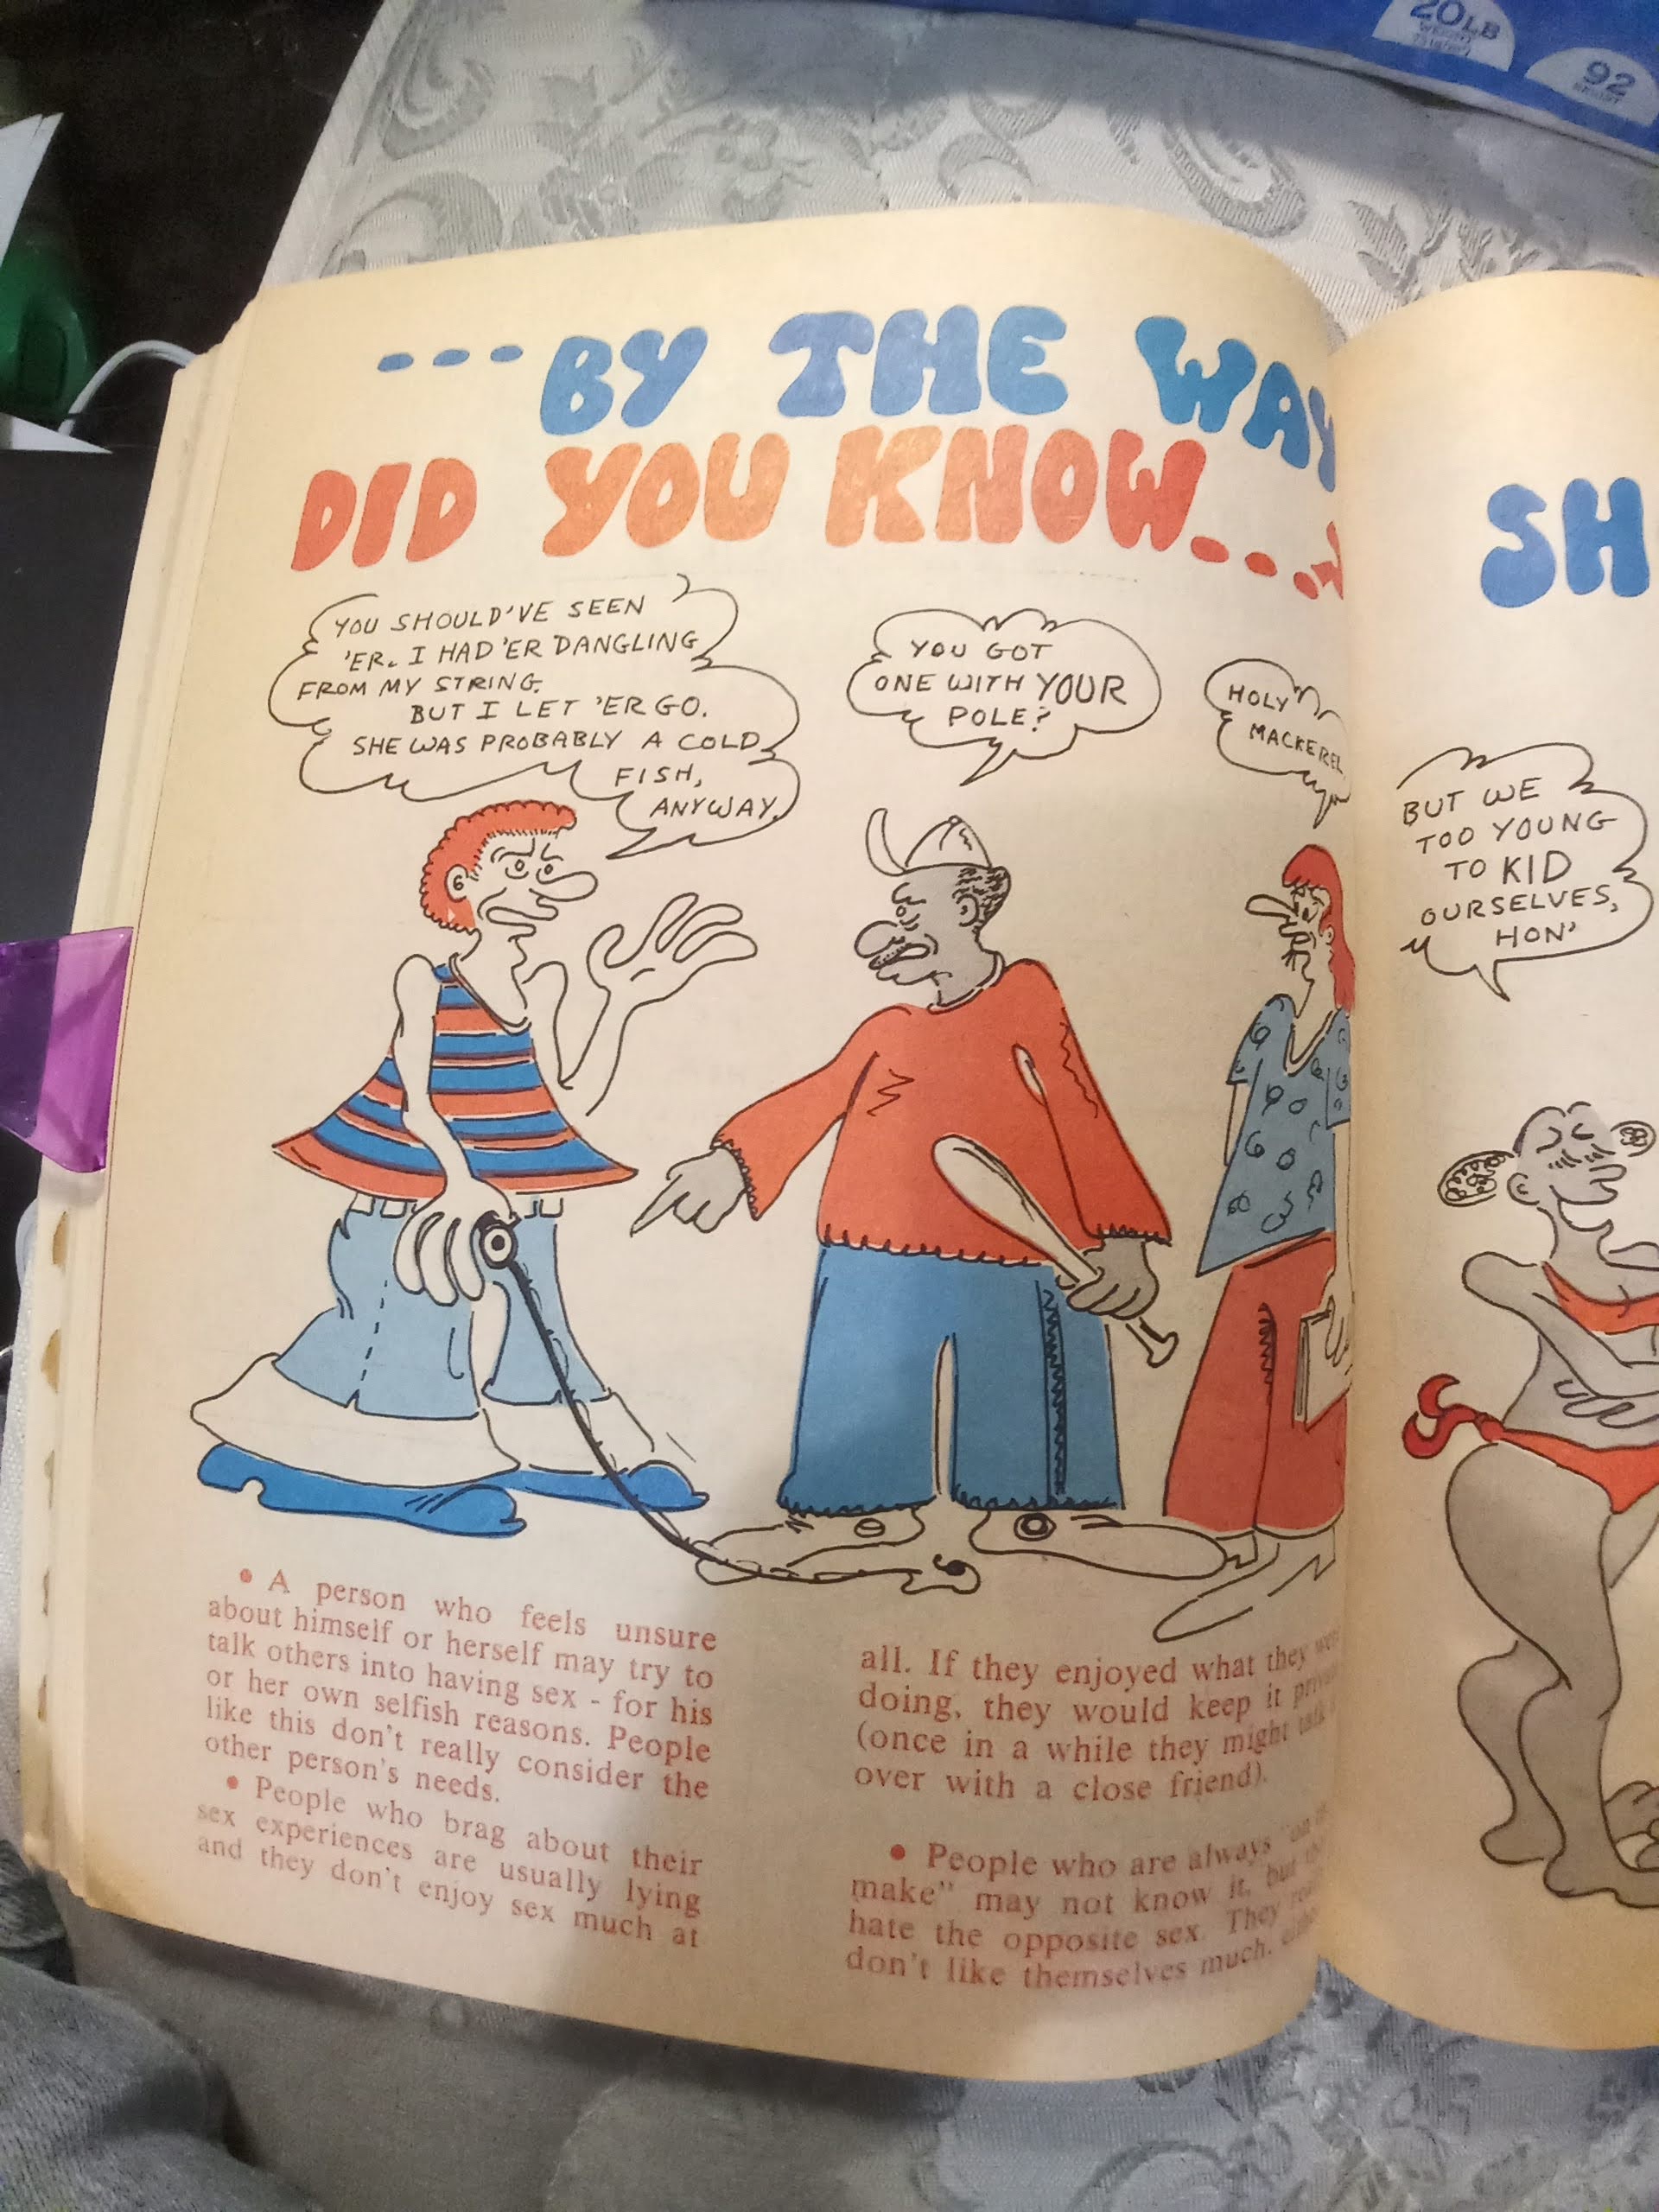 20LB
WEIGHT
92
BRIGHT
---BY THE WAY
DID YOU KNOW...
SH
YOU SHOULD'VE SEEN
'ER. I HAD 'ER DANGLING
FROM MY STRING.
BUT I LET 'ER GO.
SHE WAS PROBABLY A COLD
FISH,
ANYWAY.
YOU GOT
ONE WITH YOUR
POLE?
HOLY
MACKEREL
BUT WE
TOO YOUNG
TO KID
OURSELVES,
HON'
• A person who feels unsure
about himself or herself may try to
talk others into having sex - for his
or her own selfish reasons. People
like this don't really consider the
other person's needs.
• People who brag about their
sex experiences are usually lying
and they don't enjoy sex much at
all. If they enjoyed what they were
doing, they would keep it
(once in a while they might talk
over with a close friend).
• People who are always
make" may not know it, but
hate the opposite sex. They
don't like themselves much,